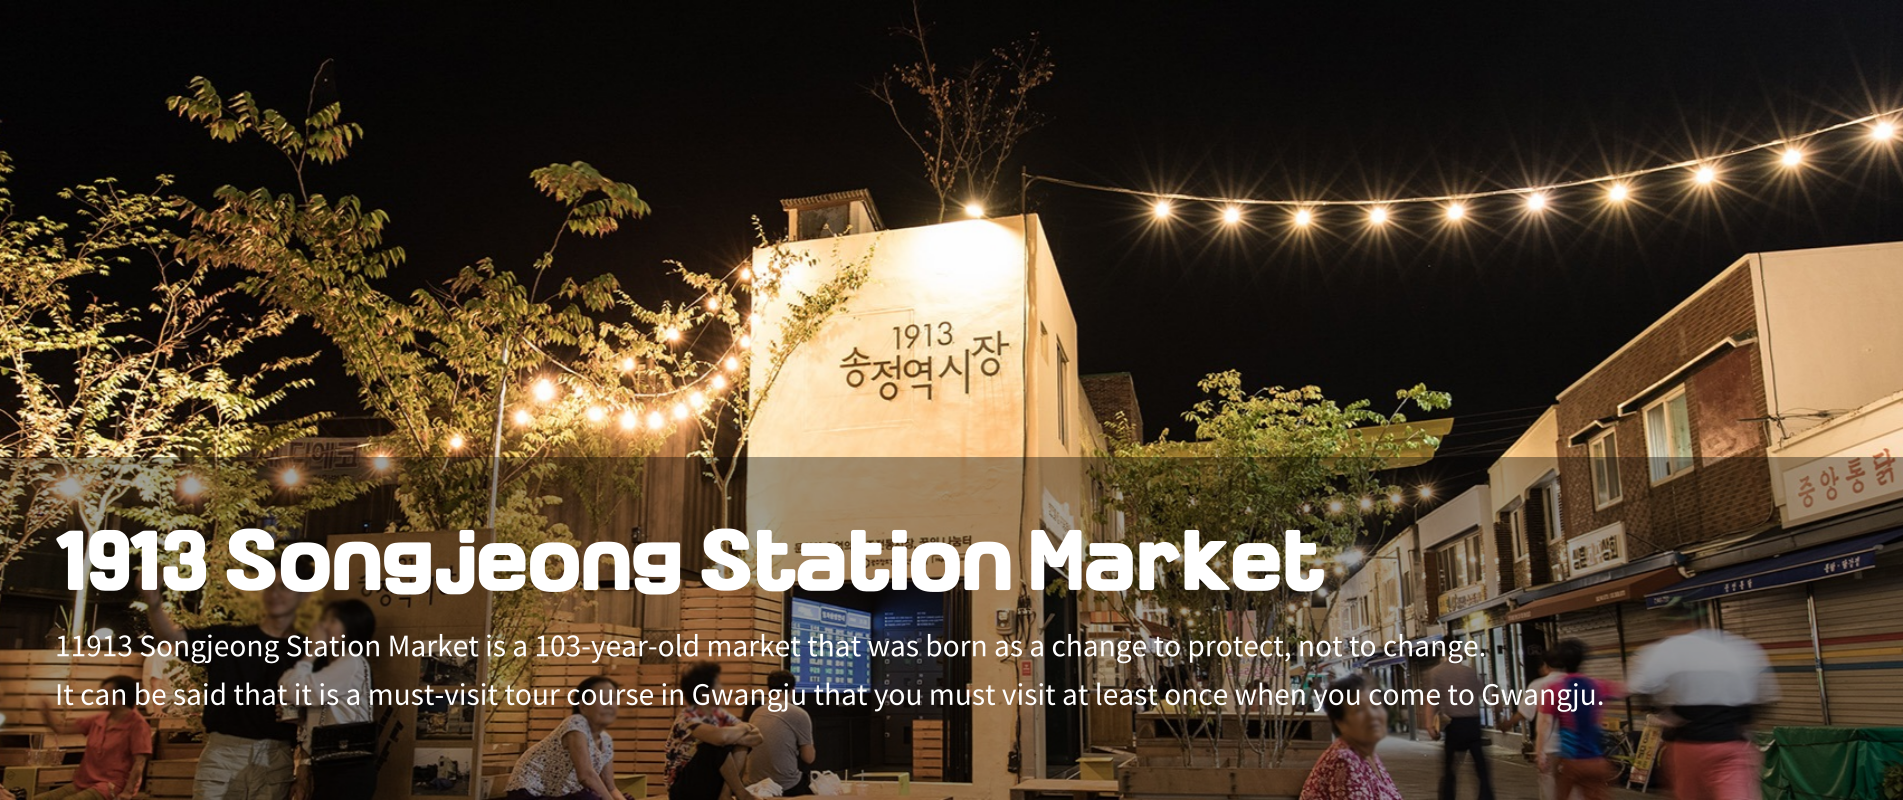 1913
송정역시장
중앙통닭
1913 Songjeong Station Market
11913 Songjeong Station Market is a 103-year-old market that was born as a change to protect, not to change.
It can be said that it is a must-visit tour course in Gwangju that you must visit at least once when you come to Gwangju.